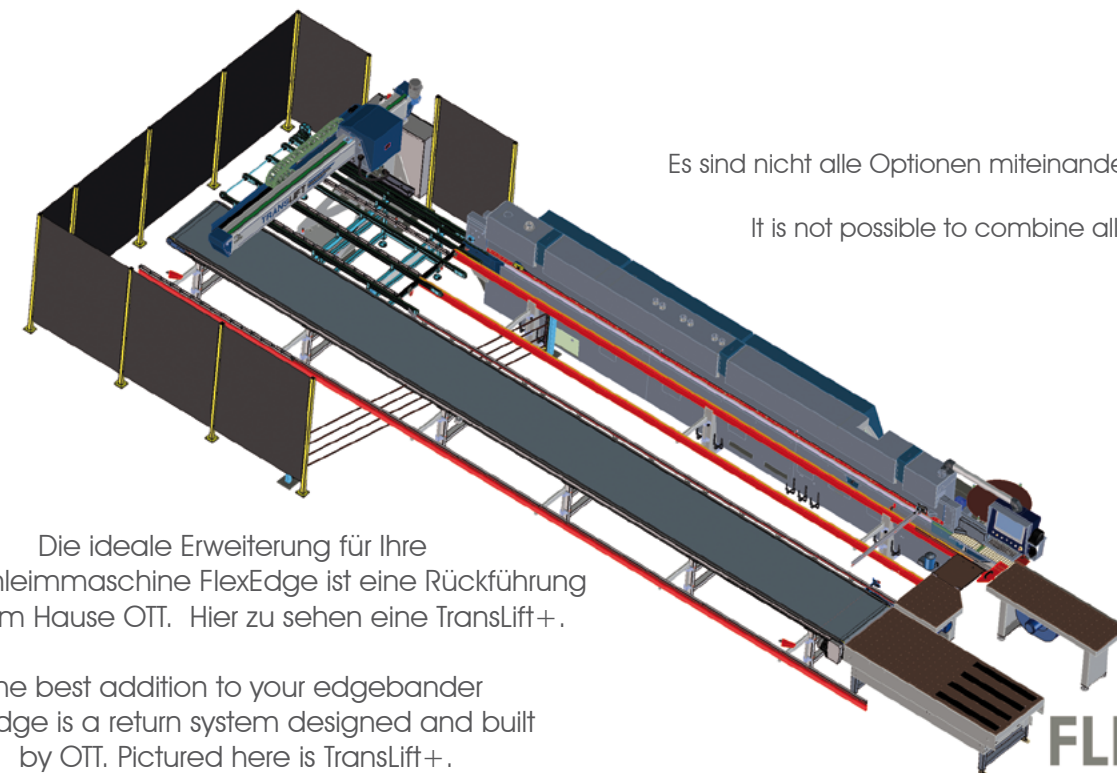 Es sind nicht alle Optionen miteinande
It is not possible to combine all
TRANSLIFT
Die ideale Erweiterung für Ihre
nleimmaschine FlexEdge ist eine Rückführung
m Hause OTT. Hier zu sehen eine TransLift+.
he best addition to your edgebander
dge is a return system designed and built
by OTT. Pictured here is TransLift+.
FLE